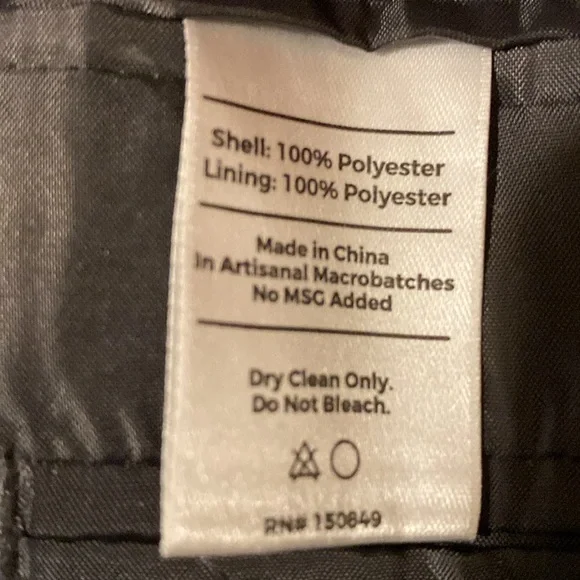 Shell: 100% Polyester
Lining: 100% Polyester
Made in China
In Artisanal Macrobatches
No MSG Added
Dry Clean Only.
Do Not Bleach.
RN# 150849